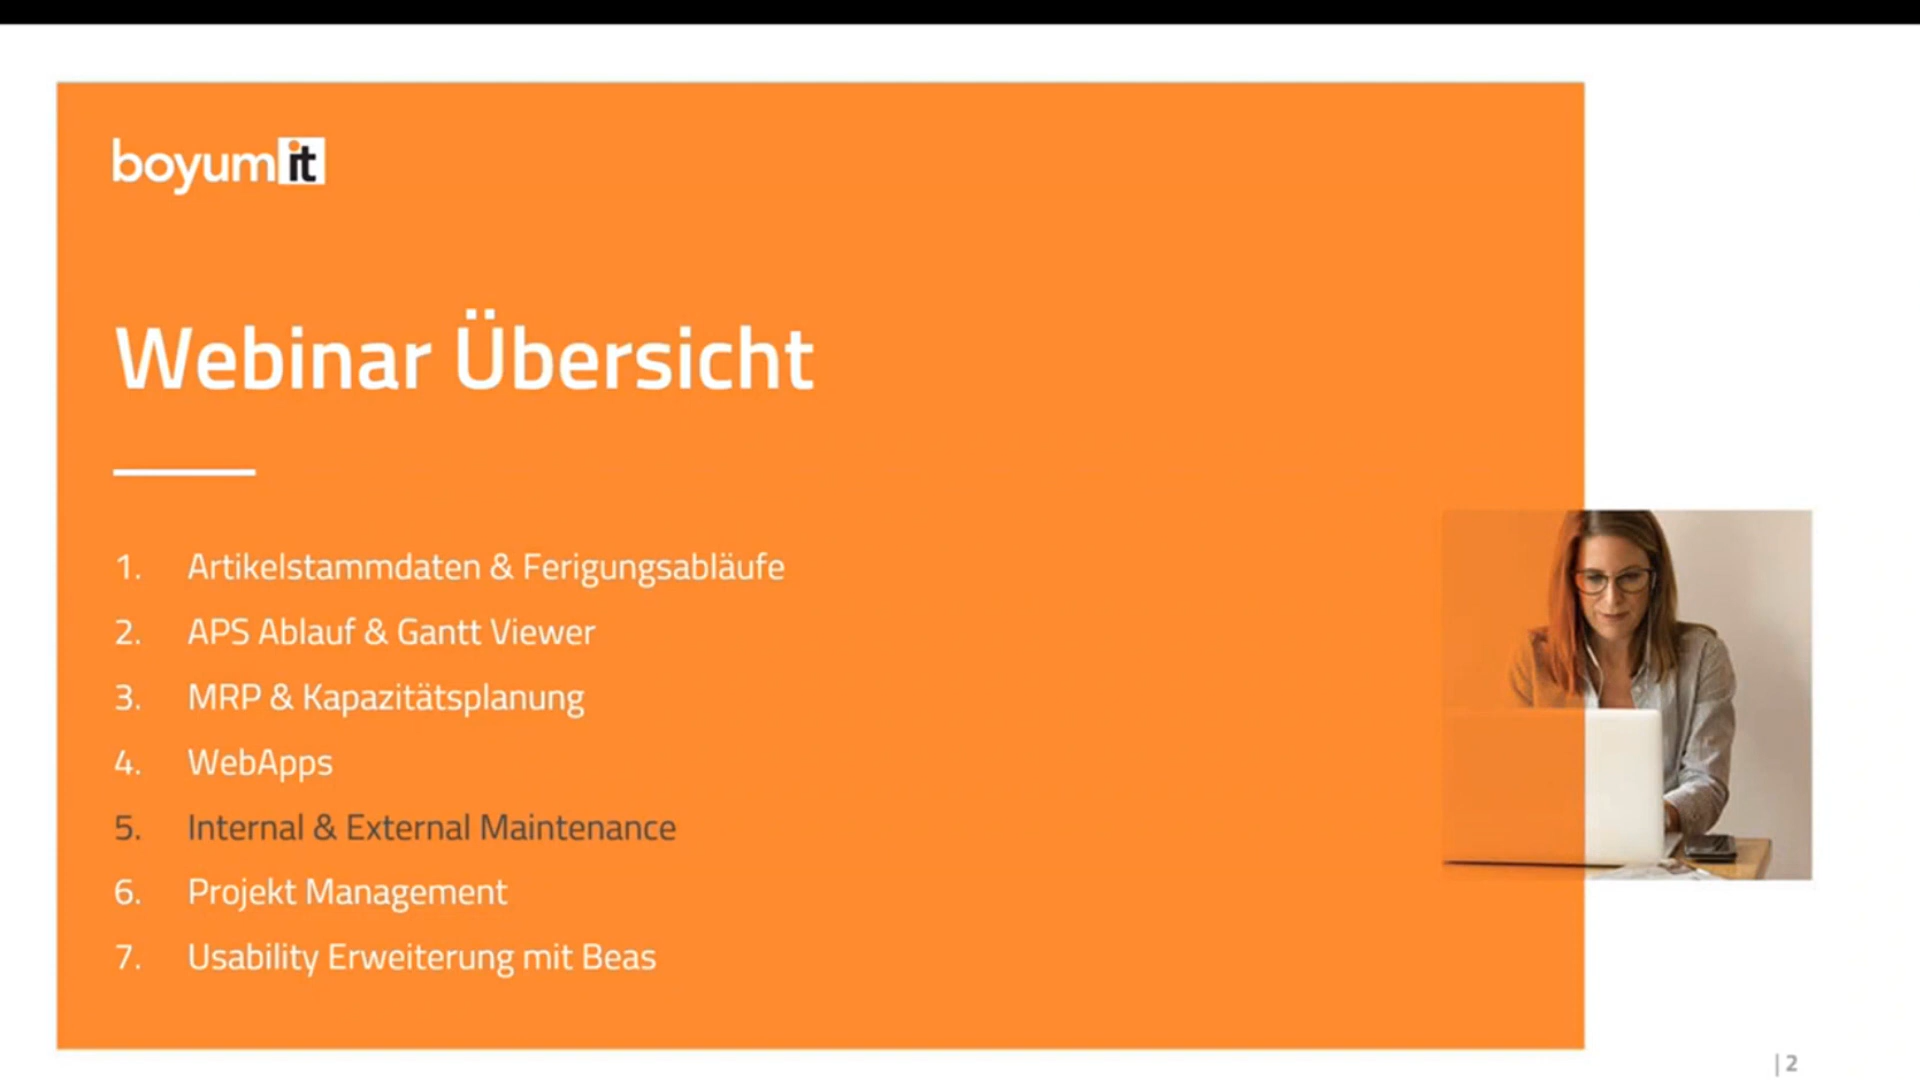 boyum it
Webinar Übersicht
1. Artikelstammdaten & Ferigungsabläufe
2. APS Ablauf & Gantt Viewer
3. MRP & Kapazitätsplanung
4. WebApps
5. Internal & External Maintenance
6. Projekt Management
7. Usability Erweiterung mit Beas
| 2